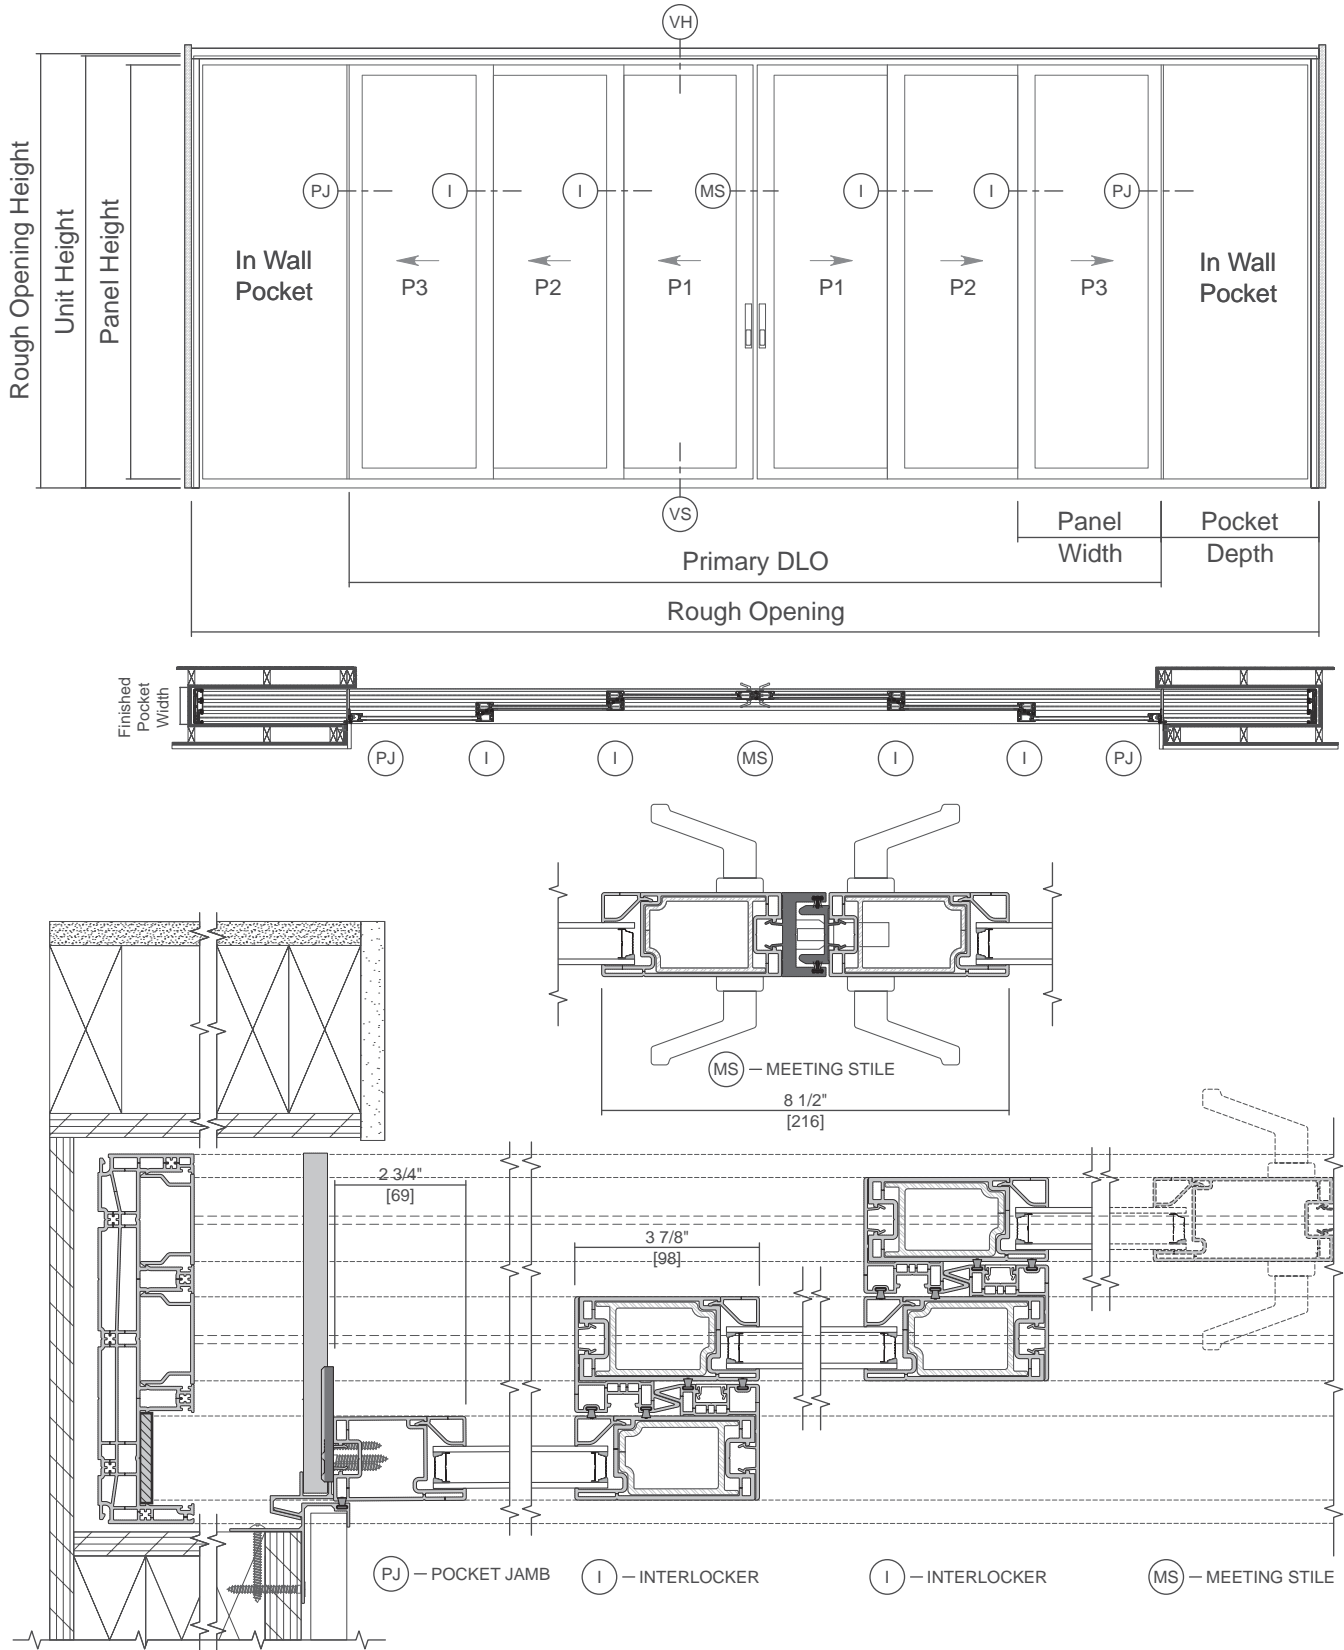 VH
Rough Opening Height
Unit Height
Panel Height
PJ
I
I
MS
I
I
PJ
In Wall
Pocket
P3
P2
P1
P1
P2
P3
In Wall
Pocket
VS
Panel
Width
Pocket
Depth
Primary DLO
Rough Opening
Finished
Pocket
Width
PJ
I
I
MS
I
I
PJ
MS — MEETING STILE
8 1/2"
[216]
2 3/4"
[69]
3 7/8"
[98]
PJ — POCKET JAMB
I — INTERLOCKER
I — INTERLOCKER
MS — MEETING STILE